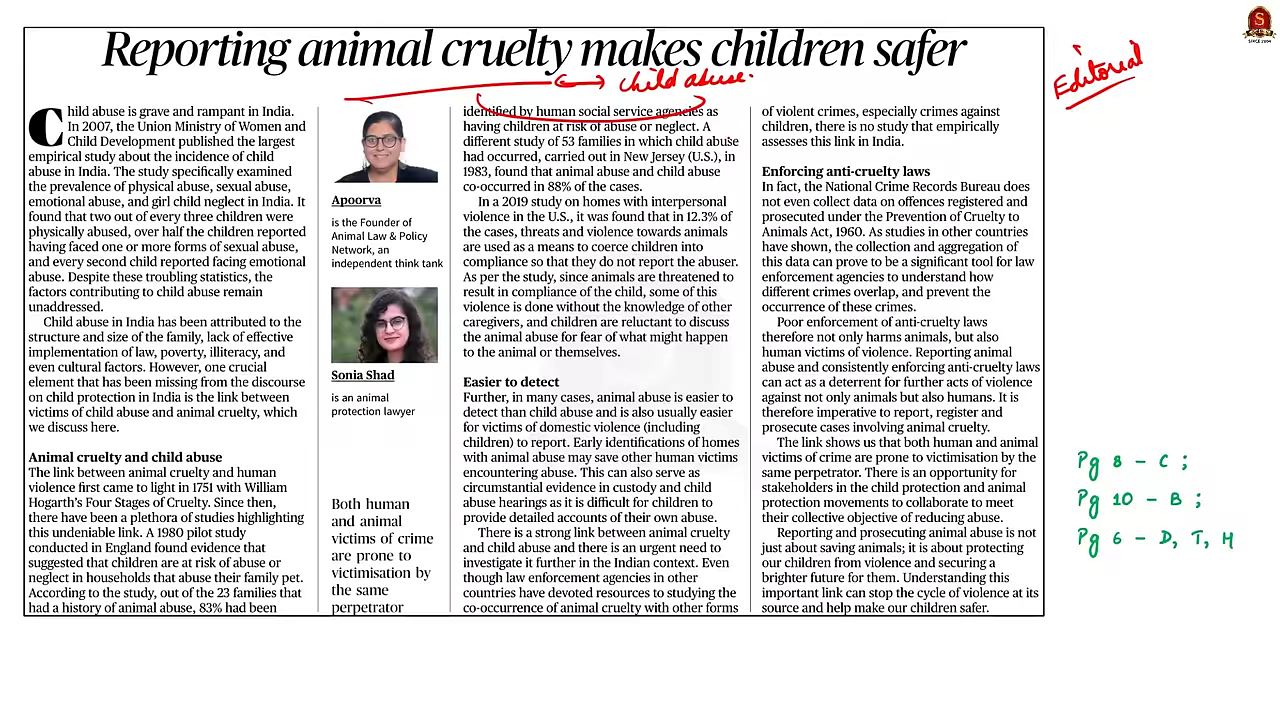 Reporting animal cruelty makes children safer
child abuse.
Editorial
S
SINCE 2004
Child abuse is grave and rampant in India.
In 2007, the Union Ministry of Women and
Child Development published the largest
empirical study about the incidence of child
abuse in India. The study specifically examined
the prevalence of physical abuse, sexual abuse,
emotional abuse, and girl child neglect in India. It
found that two out of every three children were
physically abused, over half the children reported
having faced one or more forms of sexual abuse,
and every second child reported facing emotional
abuse. Despite these troubling statistics, the
factors contributing to child abuse remain
unaddressed.
Child abuse in India has been attributed to the
structure and size of the family, lack of effective
implementation of law, poverty, illiteracy, and
even cultural factors. However, one crucial
element that has been missing from the discourse
on child protection in India is the link between
victims of child abuse and animal cruelty, which
we discuss here.
Animal cruelty and child abuse
The link between animal cruelty and human
violence first came to light in 1751 with William
Hogarth's Four Stages of Cruelty. Since then,
there have been a plethora of studies highlighting
this undeniable link. A 1980 pilot study
conducted in England found evidence that
suggested that children are at risk of abuse or
neglect in households that abuse their family pet.
According to the study, out of the 23 families that
had a history of animal abuse, 83% had been
Apoorva
is the Founder of
Animal Law & Policy
Network, an
independent think tank
Sonia Shad
is an animal
protection lawyer
Both human
and animal
victims of crime
are prone to
victimisation by
the same
perpetrator
identified by human social service agencies as
having children at risk of abuse or neglect. A
different study of 53 families in which child abuse
had occurred, carried out in New Jersey (U.S.), in
1983, found that animal abuse and child abuse
co-occurred in 88% of the cases.
In a 2019 study on homes with interpersonal
violence in the U.S., it was found that in 12.3% of
the cases, threats and violence towards animals
are used as a means to coerce children into
compliance so that they do not report the abuser.
As per the study, since animals are threatened to
result in compliance of the child, some of this
violence is done without the knowledge of other
caregivers, and children are reluctant to discuss
the animal abuse for fear of what might happen
to the animal or themselves.
Easier to detect
Further, in many cases, animal abuse is easier to
detect than child abuse and is also usually easier
for victims of domestic violence (including
children) to report. Early identifications of homes
with animal abuse may save other human victims
encountering abuse. This can also serve as
circumstantial evidence in custody and child
abuse hearings as it is difficult for children to
provide detailed accounts of their own abuse.
There is a strong link between animal cruelty
and child abuse and there is an urgent need to
investigate it further in the Indian context. Even
though law enforcement agencies in other
countries have devoted resources to studying the
co-occurrence of animal cruelty with other forms
of violent crimes, especially crimes against
children, there is no study that empirically
assesses this link in India.
Enforcing anti-cruelty laws
In fact, the National Crime Records Bureau does
not even collect data on offences registered and
prosecuted under the Prevention of Cruelty to
Animals Act, 1960. As studies in other countries
have shown, the collection and aggregation of
this data can prove to be a significant tool for law
enforcement agencies to understand how
different crimes overlap, and prevent the
occurrence of these crimes.
Poor enforcement of anti-cruelty laws
therefore not only harms animals, but also
human victims of violence. Reporting animal
abuse and consistently enforcing anti-cruelty laws
can act as a deterrent for further acts of violence
against not only animals but also humans. It is
therefore imperative to report, register and
prosecute cases involving animal cruelty.
The link shows us that both human and animal
victims of crime are prone to victimisation by the
same perpetrator. There is an opportunity for
stakeholders in the child protection and animal
protection movements to collaborate to meet
their collective objective of reducing abuse.
Reporting and prosecuting animal abuse is not
just about saving animals; it is about protecting
our children from violence and securing a
brighter future for them. Understanding this
important link can stop the cycle of violence at its
source and help make our children safer.
Pg 8 - C ;
Pg 10 - B ;
Pg 6 - D, T, H